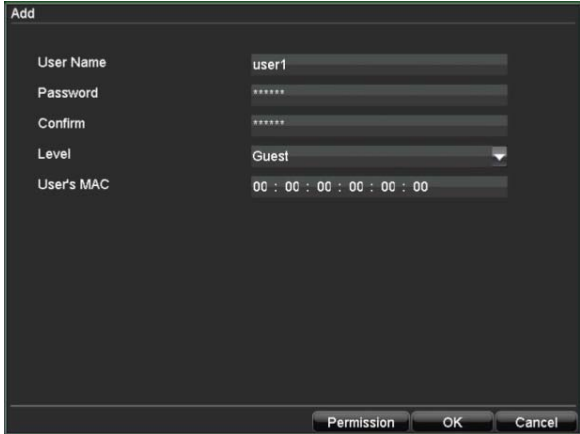 Add
User Name user1
Password ******
Confirm ******
Level Guest
User's MAC 00 : 00 : 00 : 00 : 00 : 00
Permission OK Cancel